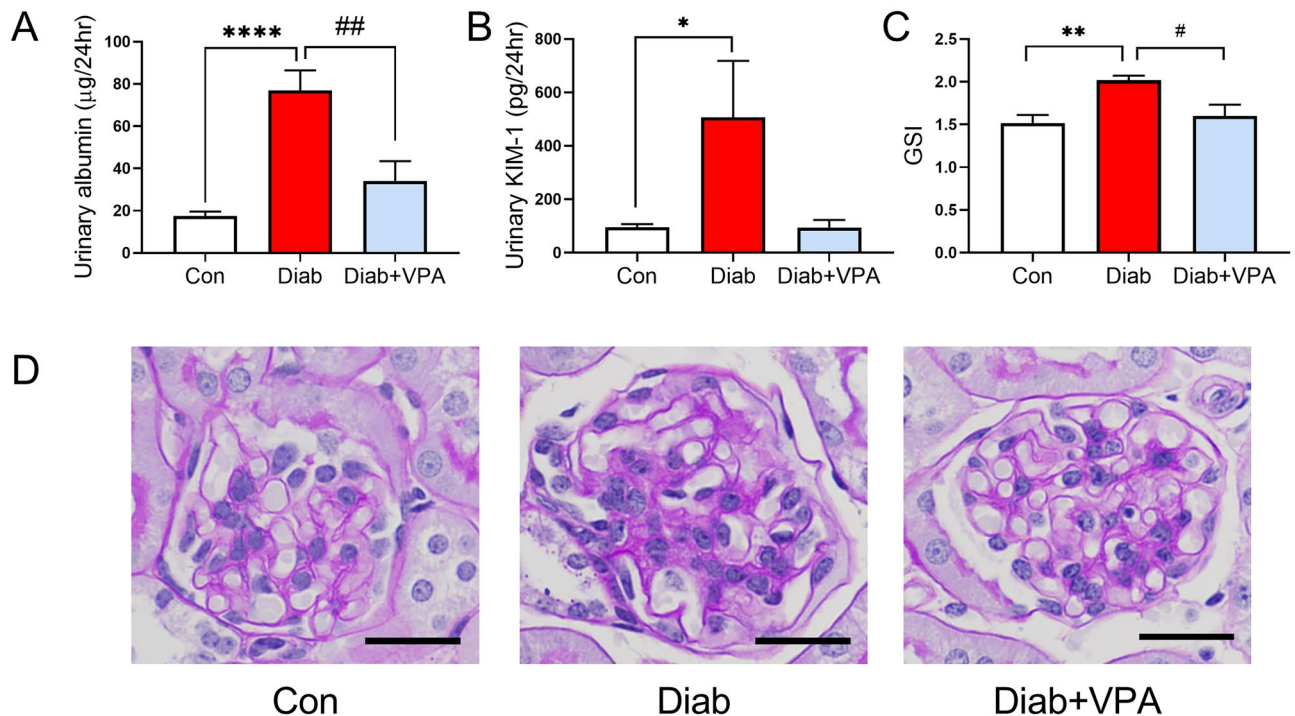 A
Urinary albumin (µg/24hr)
100
80
60
40
20
0
**** ##
Con Diab Diab+VPA
B
Urinary KIM-1 (pg/24hr)
800
600
400
200
0
*
Con Diab Diab+VPA
C
GSI
2.5
2.0
1.5
1.0
0.5
0.0
** #
Con Diab Diab+VPA
D
Con Diab Diab+VPA